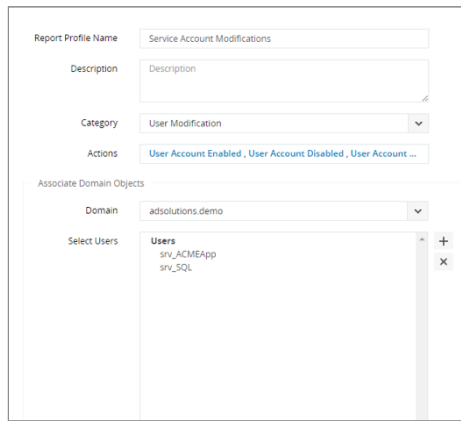 Report Profile Name Service Account Modifications
Description Description
Category User Modification
Actions User Account Enabled , User Account Disabled , User Account ...
Associate Domain Objects
Domain adsolutions.demo
Select Users Users
srv_ACMEApp
srv_SQL